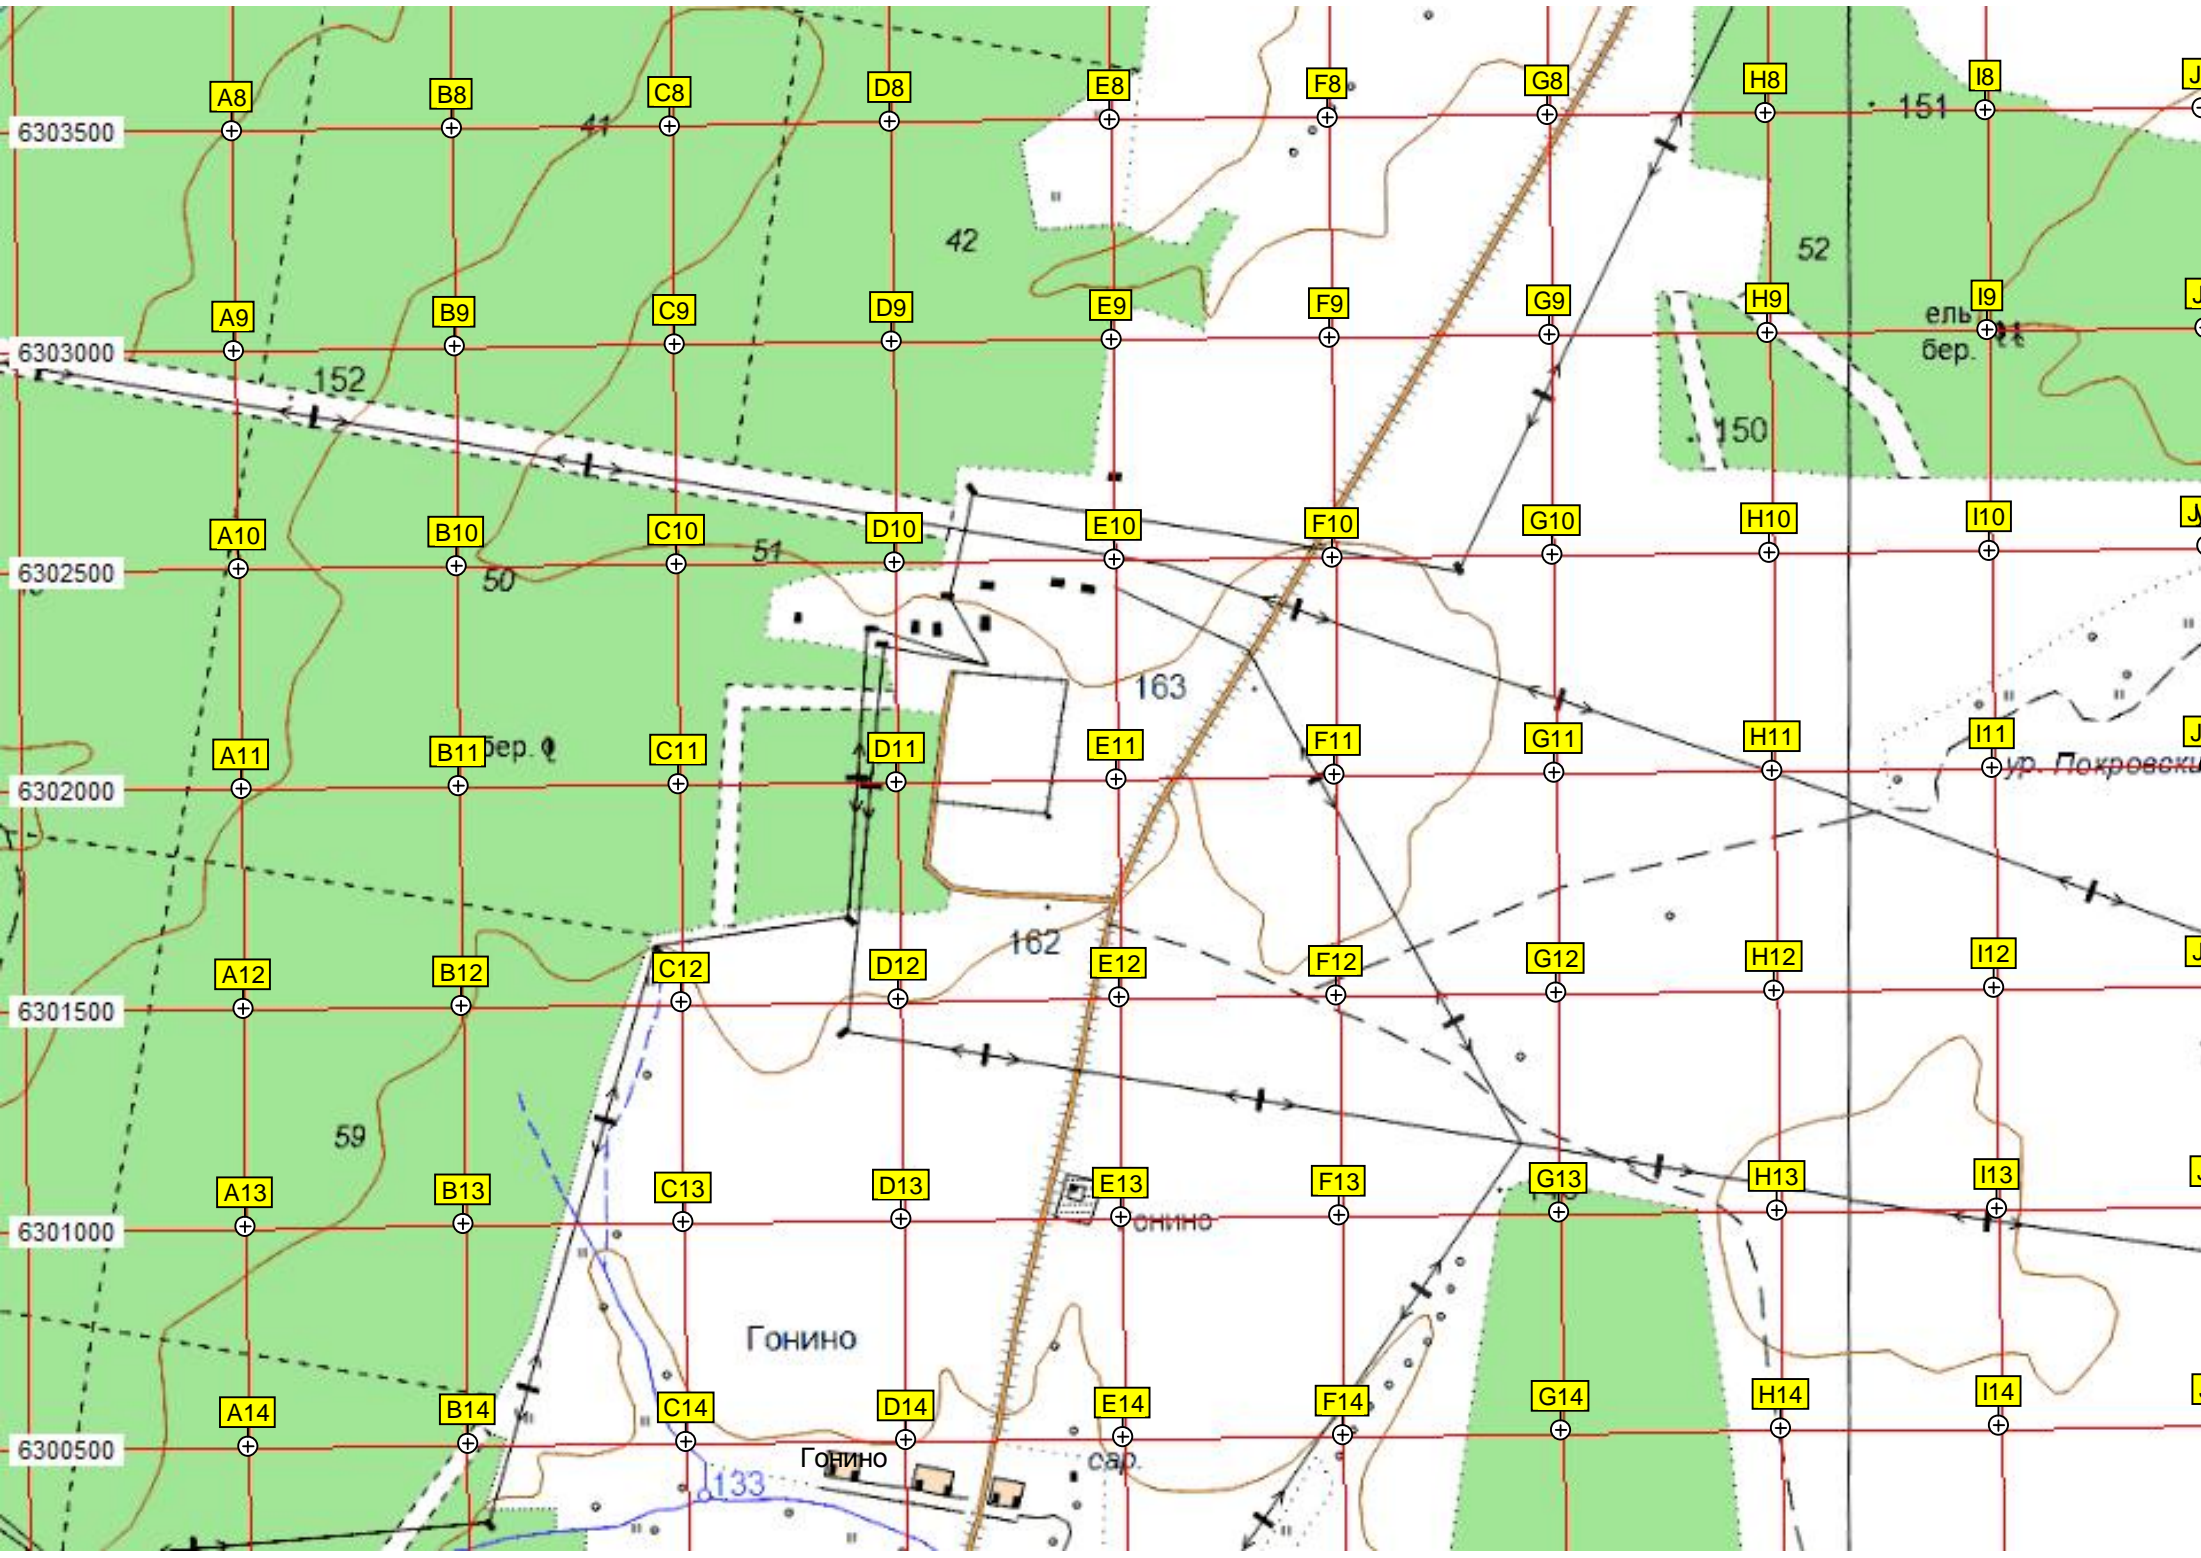 A8 B8 C8 D8 E8 F8 G8 H8 I8 J
6303500 41 151
42 52
A9 B9 C9 D9 E9 F9 G9 H9 I9 J
6303000 ель
бер.
152 150
A10 B10 C10 D10 E10 F10 G10 H10 I10 J
6302500 50 51
163
A11 B11 бер. C11 D11 E11 F11 G11 H11 I11 J
6302000 ур. Покровски
162
A12 B12 C12 D12 E12 F12 G12 H12 I12 J
6301500
59
A13 B13 C13 D13 E13 F13 G13 H13 I13 J
6301000 онино
Гонино
A14 B14 C14 D14 E14 F14 G14 H14 I14 J
6300500 Гонино сар.
133